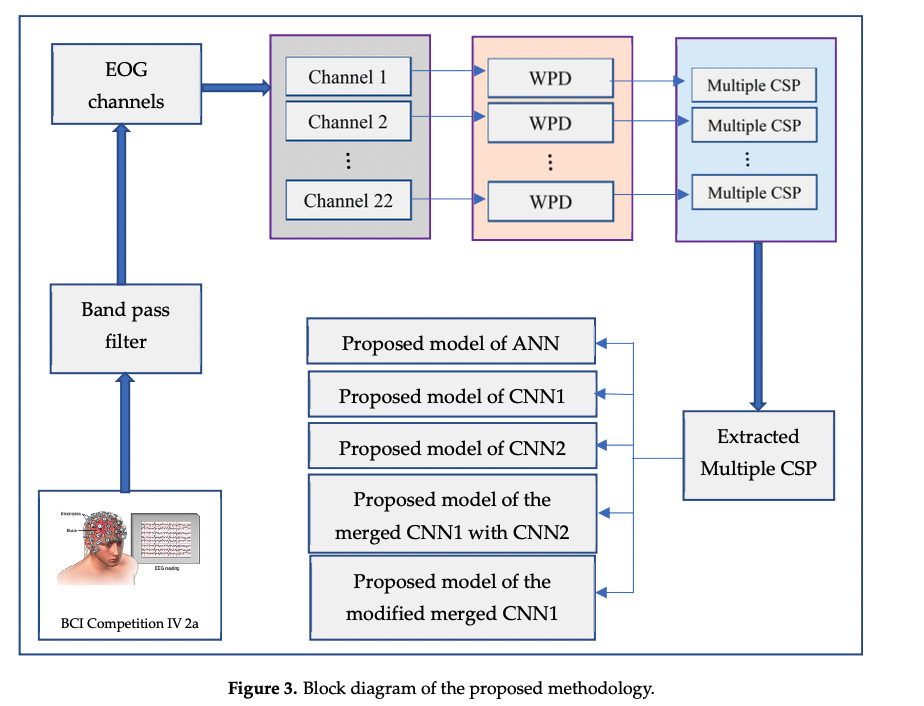 EOG
channels
Channel 1
Channel 2
⋮
Channel 22
WPD
WPD
⋮
WPD
Multiple CSP
Multiple CSP
⋮
Multiple CSP
Band pass
filter
Electrodes
Brain
EEG reading
BCI Competition IV 2a
Extracted
Multiple CSP
Proposed model of ANN
Proposed model of CNN1
Proposed model of CNN2
Proposed model of the
merged CNN1 with CNN2
Proposed model of the
modified merged CNN1
Figure 3. Block diagram of the proposed methodology.